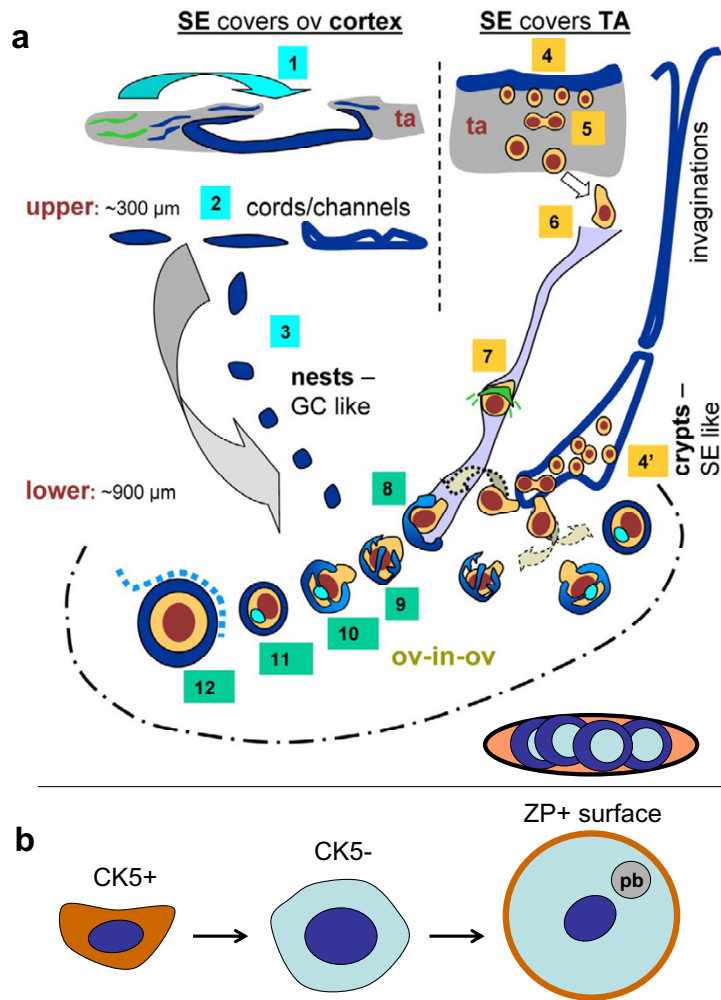 a
SE covers ov cortex
SE covers TA
1
4
ta
ta
5
upper: ~300 µm
2
cords/channels
6
invaginations
3
7
nests –
GC like
crypts –
SE like
4'
lower: ~900 µm
8
9
10
11
12
ov-in-ov
b
CK5+
CK5-
ZP+ surface
pb